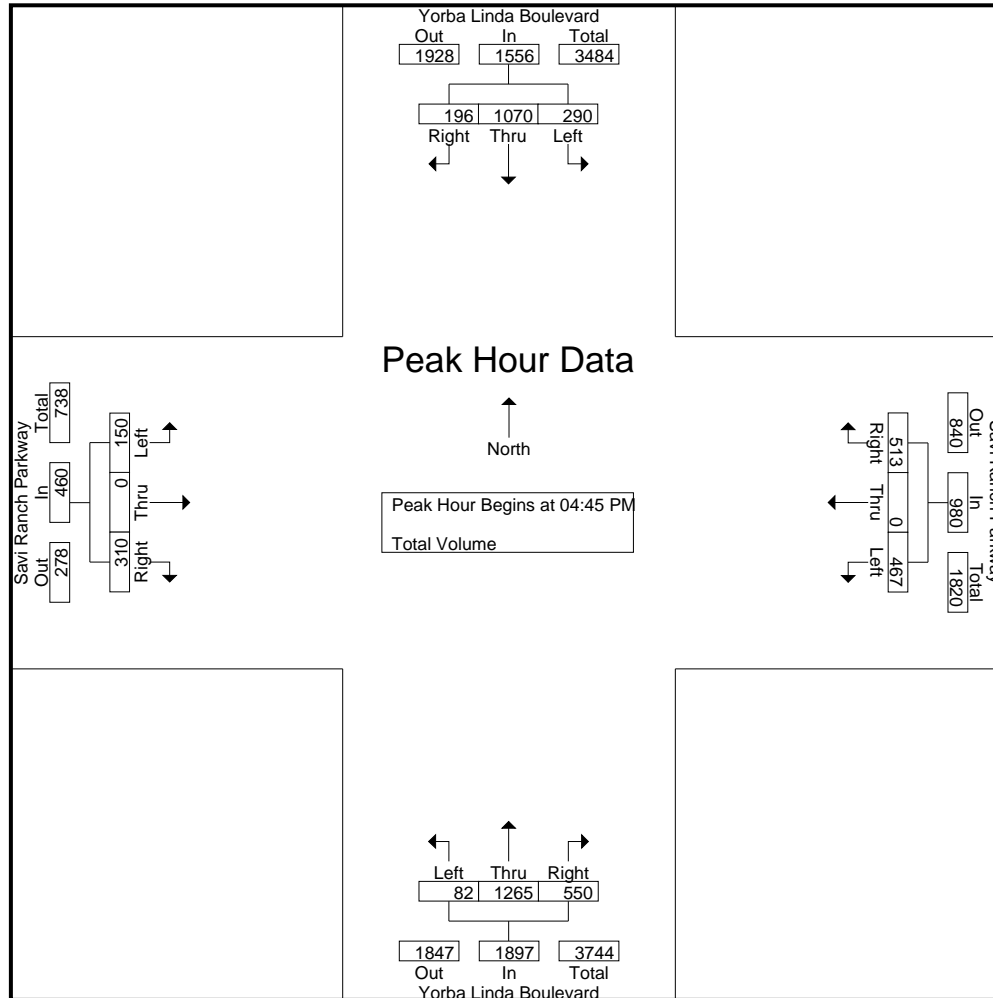 Yorba Linda Boulevard
Out In Total
1928 1556 3484
196 1070 290
Right Thru Left
Peak Hour Data
North
Peak Hour Begins at 04:45 PM
Total Volume
Savi Ranch Parkway
Total In Out
738 460 278
150 0 310
Left Thru Right
Right Thru Left
513 0 467
840 980 1820
Out In Total
Savi Ranch Parkway
Left Thru Right
82 1265 550
1847 1897 3744
Out In Total
Yorba Linda Boulevard